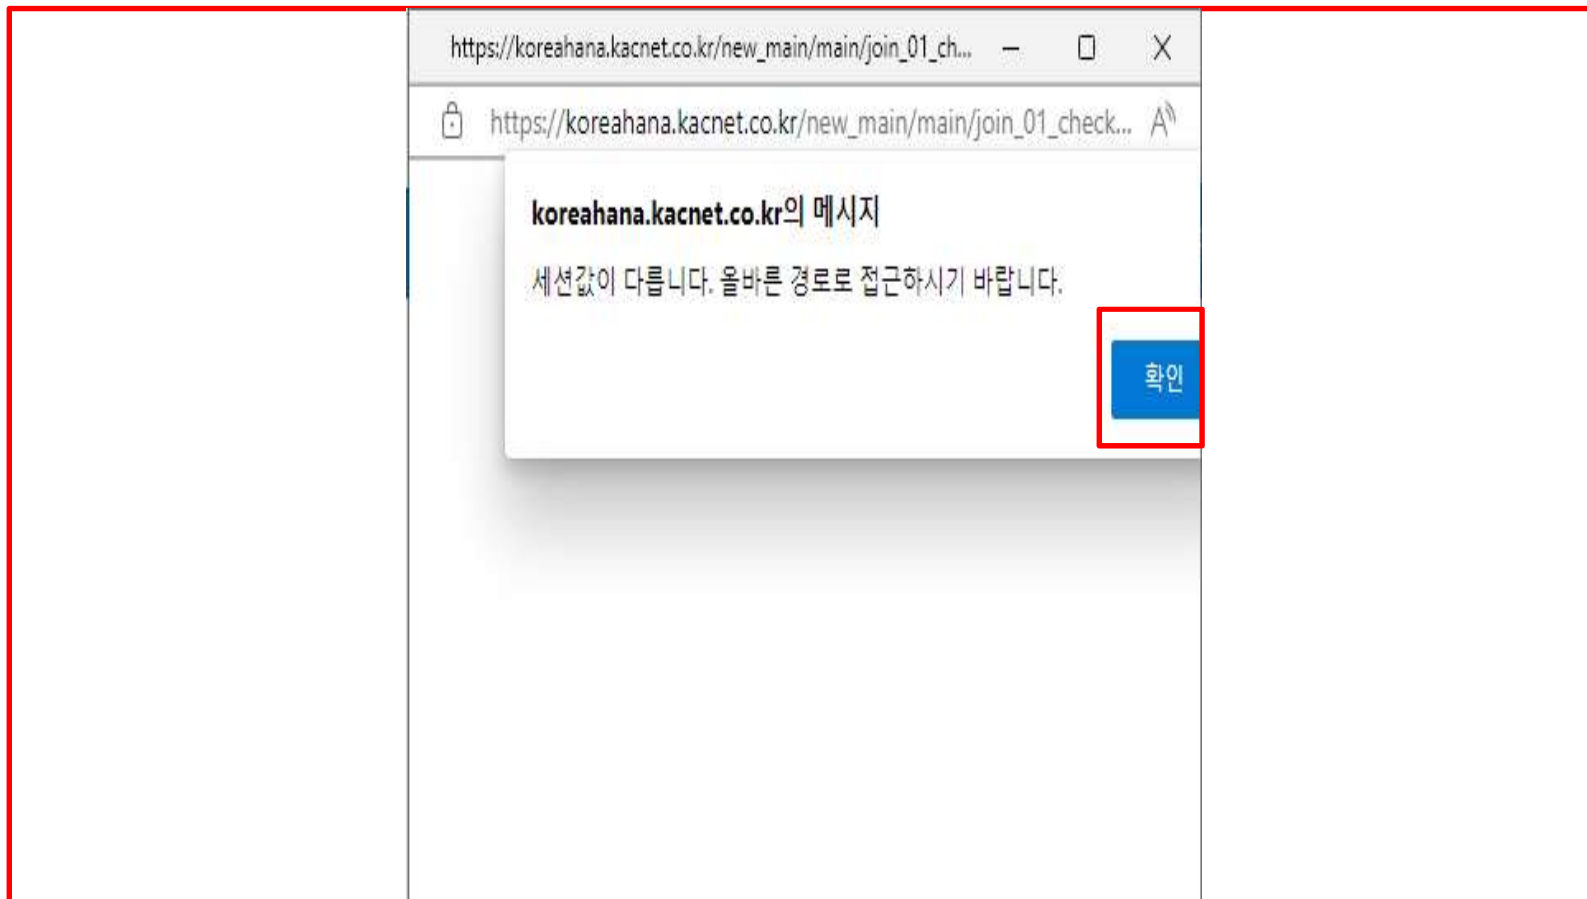 https://koreahana.kacnet.co.kr/new_main/main/join_01_ch...
https://koreahana.kacnet.co.kr/new_main/main/join_01_check...
koreahana.kacnet.co.kr의 메시지
세션값이 다릅니다. 올바른 경로로 접근하시기 바랍니다.
확인